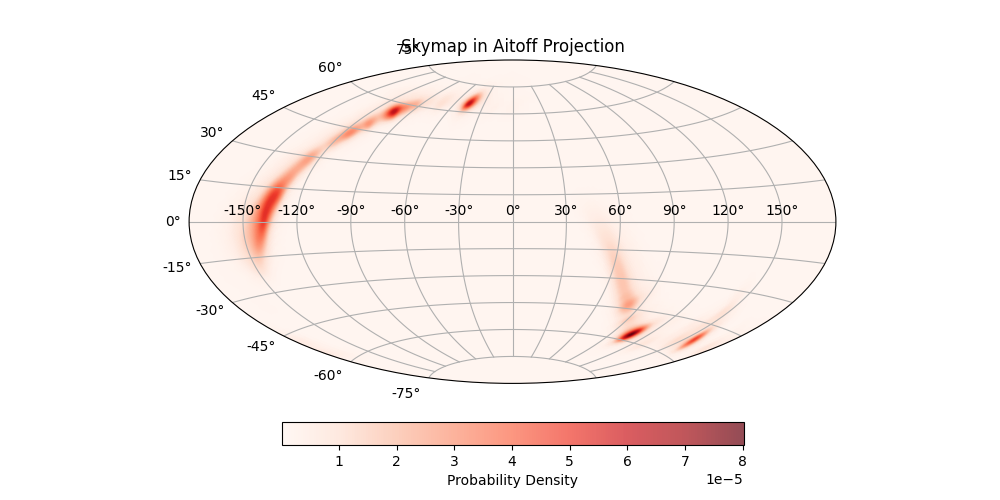 75°
Skymap in Aitoff Projection
60°
45°
30°
15°
-150° -120° -90° -60° -30° 0° 30° 60° 90° 120° 150°
0°
-15°
-30°
-45°
-60°
-75°
1 2 3 4 5 6 7 8
1e−5
Probability Density